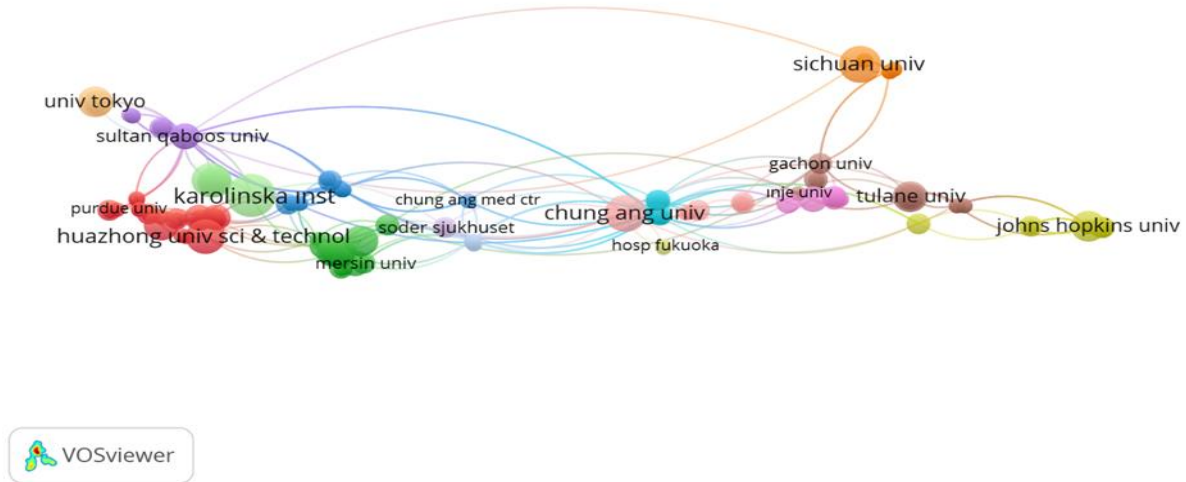 sichuan univ
univ tokyo
sultan qaboos univ
gachon univ
karolinska inst
chung ang med ctr
inje univ
tulane univ
purdue univ
chung ang univ
huazhong univ sci & technol
soder sjukhuset
johns hopkins univ
hosp fukuoka
mersin univ
VOSviewer